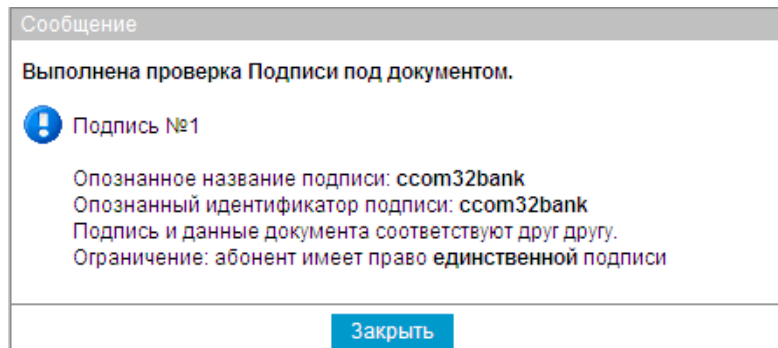 Сообщение
Выполнена проверка Подписи под документом.
Подпись №1
Опознанное название подписи: ccom32bank
Опознанный идентификатор подписи: ccom32bank
Подпись и данные документа соответствуют друг другу.
Ограничение: абонент имеет право единственной подписи
Закрыть